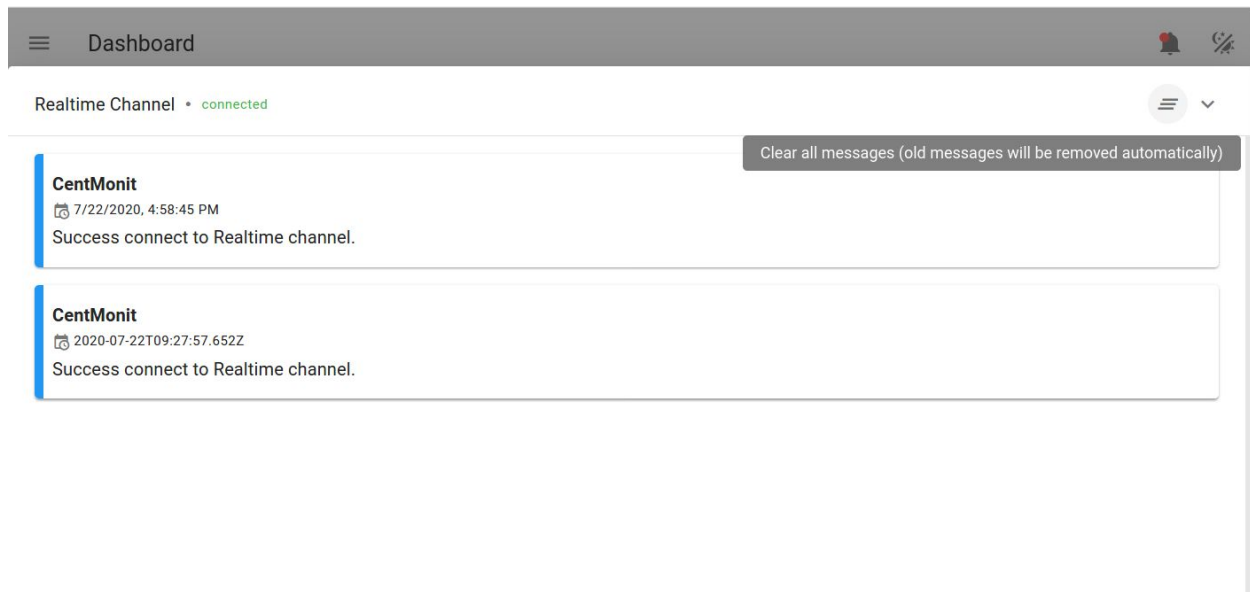 Dashboard
Realtime Channel • connected
Clear all messages (old messages will be removed automatically)
CentMonit
7/22/2020, 4:58:45 PM
Success connect to Realtime channel.
CentMonit
2020-07-22T09:27:57.652Z
Success connect to Realtime channel.